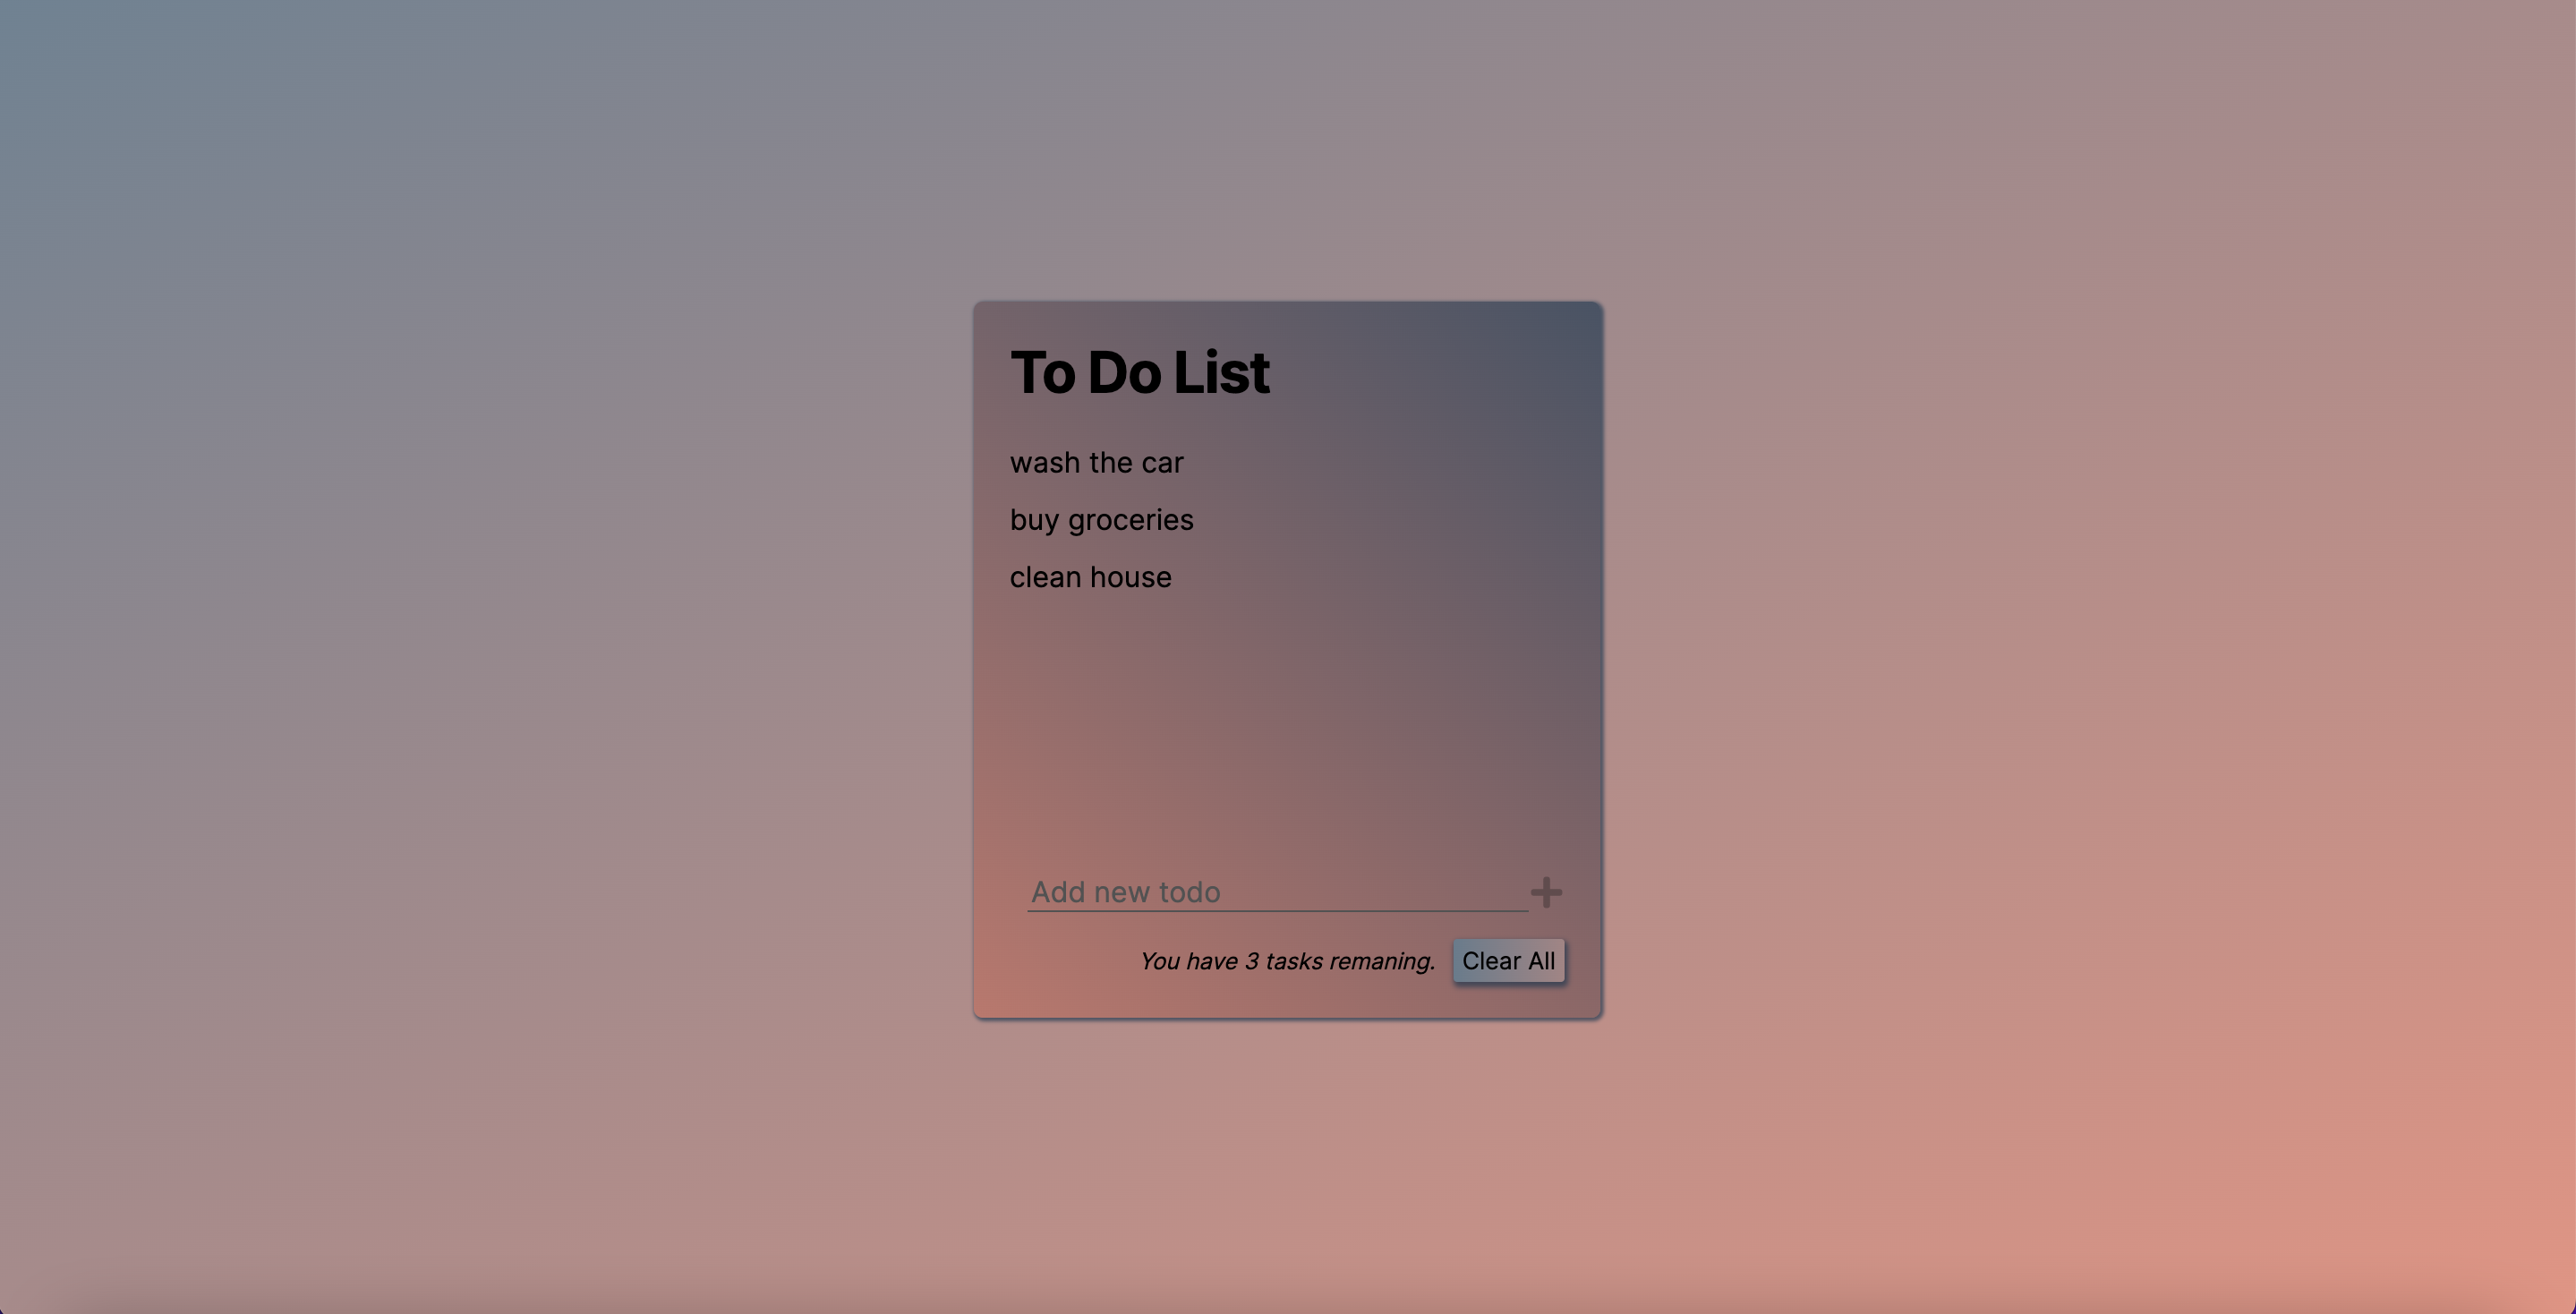 To Do List
wash the car
buy groceries
clean house
Add new todo
You have 3 tasks remaning.
Clear All